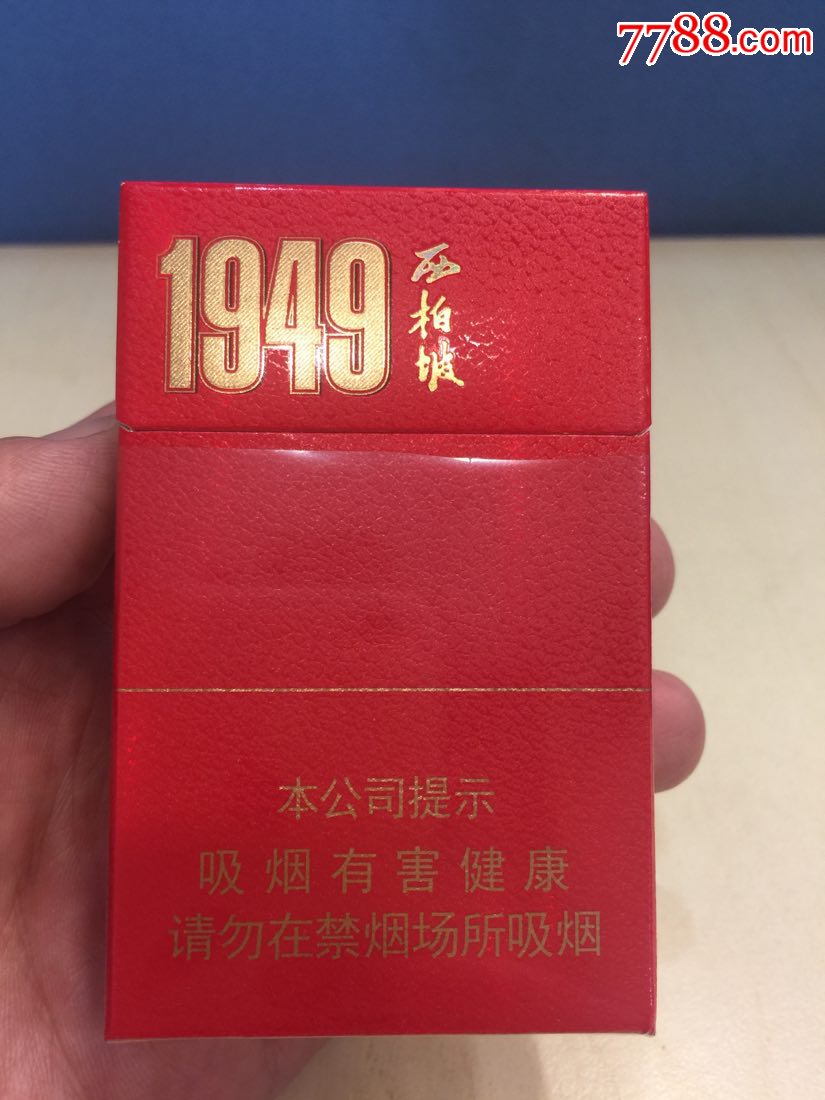 7788.com
1949 西柏坡
本公司提示
吸烟有害健康
请勿在禁烟场所吸烟